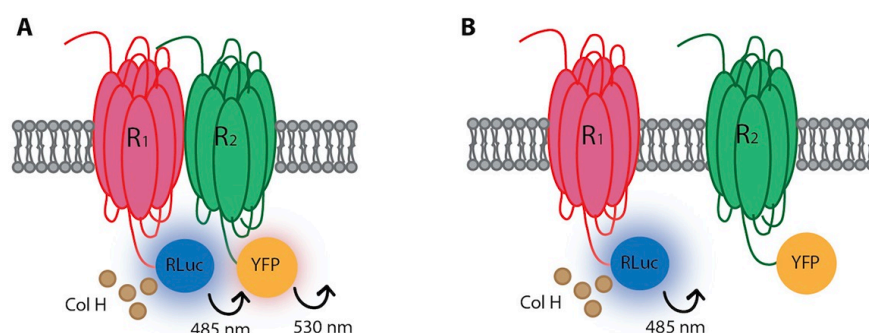 A
B
R1
R2
R1
R2
RLuc
YFP
RLuc
YFP
Col H
Col H
485 nm
530 nm
485 nm